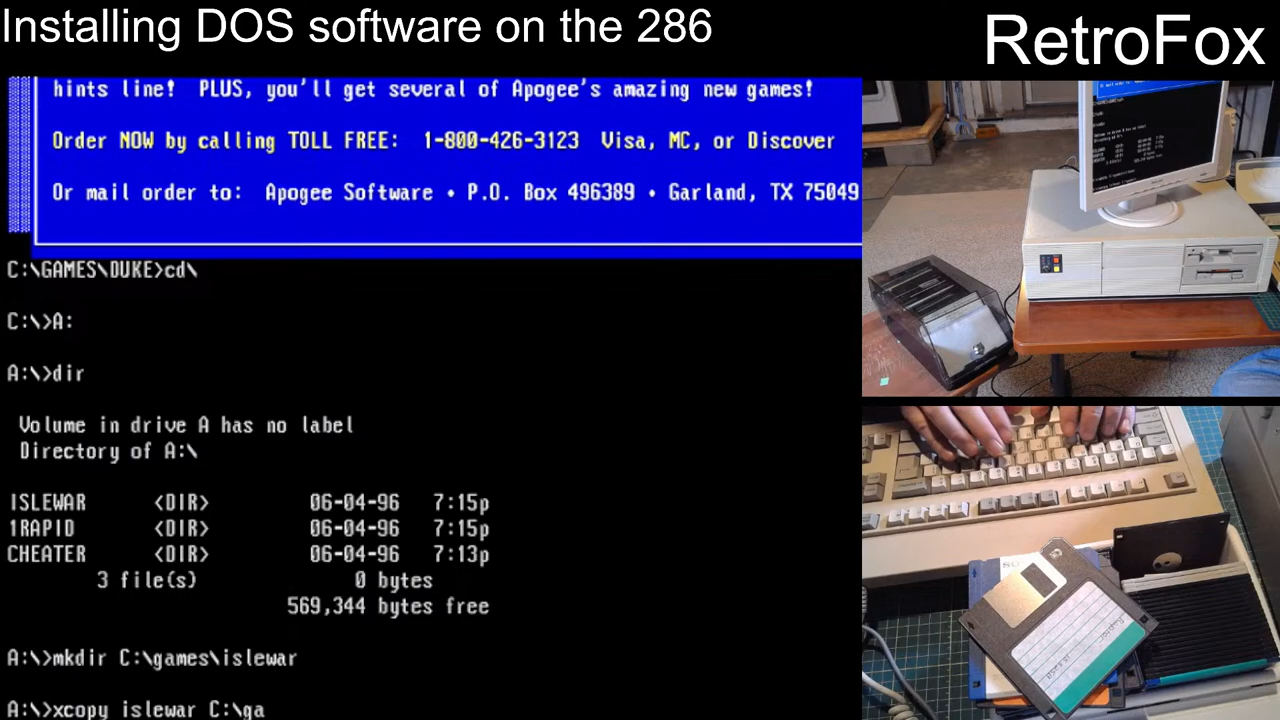 Installing DOS software on the 286
RetroFox
hints line! PLUS, you'll get several of Apogee's amazing new games!
Order NOW by calling TOLL FREE: 1-800-426-3123 Visa, MC, or Discover
Or mail order to: Apogee Software • P.O. Box 496389 • Garland, TX 75049
C:\GAMES\DUKE>cd\
C:\>A:
A:\>dir
Volume in drive A has no label
Directory of A:\
ISLEWAR <DIR> 06-04-96 7:15p
1RAPID <DIR> 06-04-96 7:15p
CHEATER <DIR> 06-04-96 7:13p
3 file(s) 0 bytes
569,344 bytes free
A:\>mkdir C:\games\islewar
A:\>xcopy islewar C:\ga